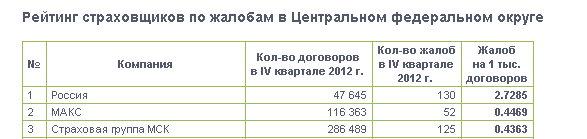 Рейтинг страховщиков по жалобам в Центральном федеральном округе
№ Компания Кол-во договоров в IV квартале 2012 г. Кол-во жалоб в IV квартале 2012 г. Жалоб на 1 тыс. договоров
1 Россия 47 645 130 2.7285
2 МАКС 116 363 52 0.4469
3 Страховая группа МСК 286 489 125 0.4363